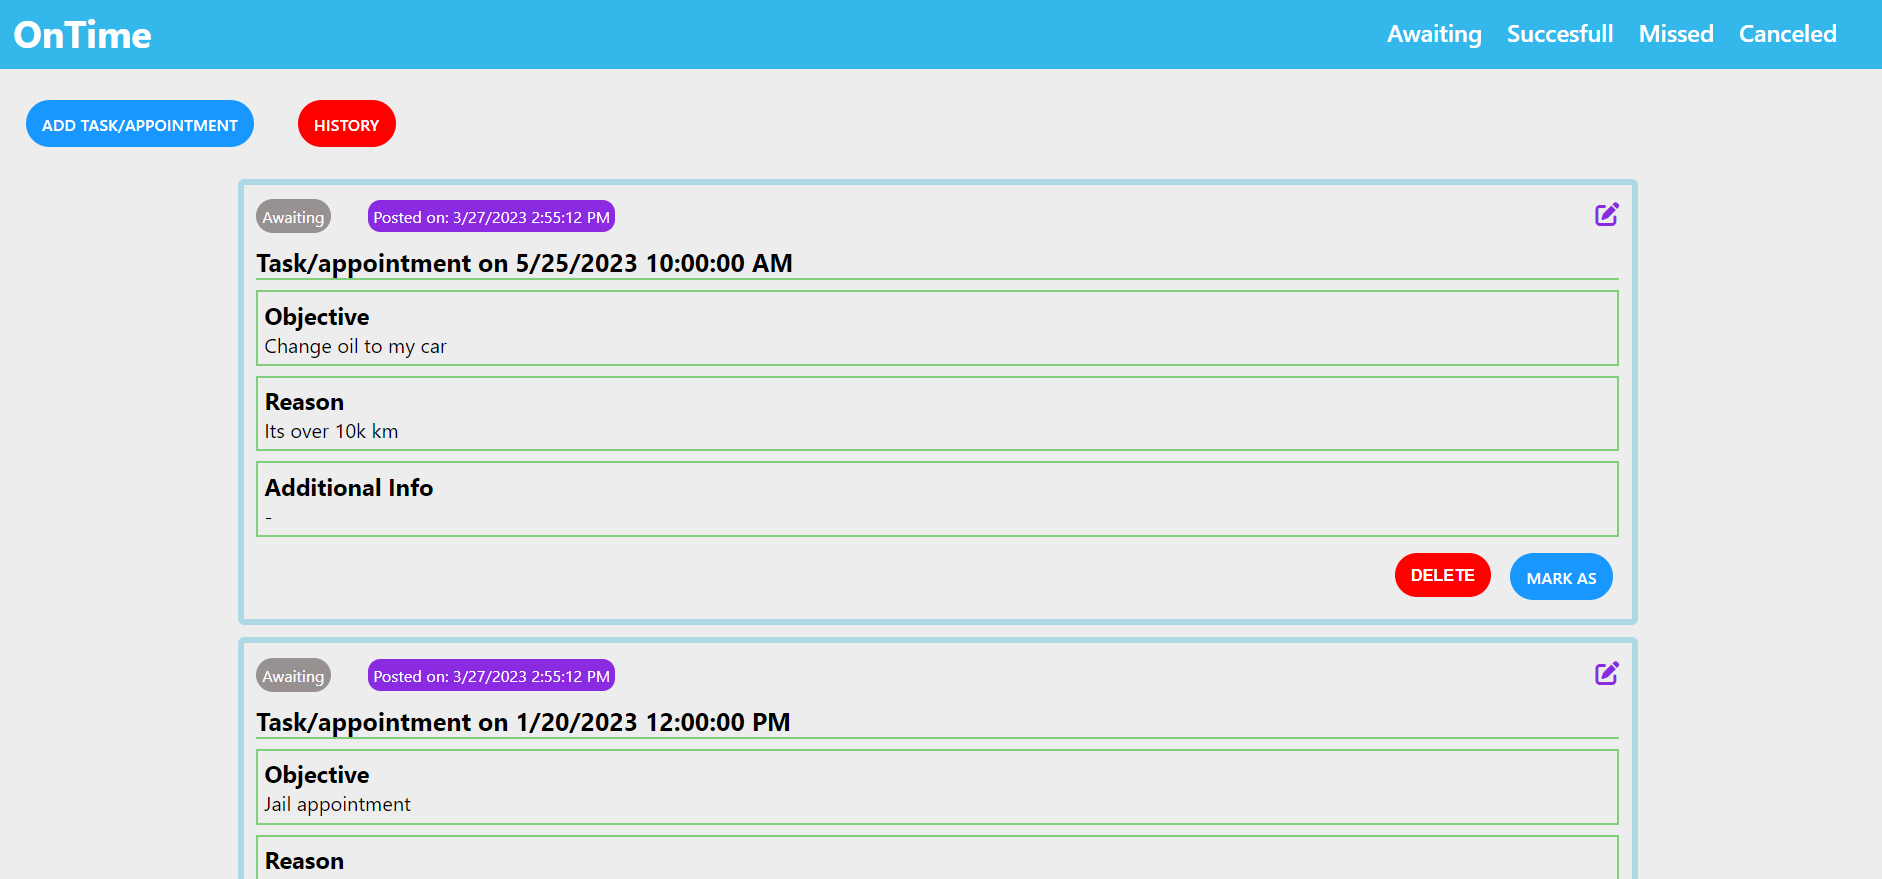 OnTime
Awaiting Succesfull Missed Canceled
ADD TASK/APPOINTMENT HISTORY
Awaiting Posted on: 3/27/2023 2:55:12 PM
Task/appointment on 5/25/2023 10:00:00 AM
Objective
Change oil to my car
Reason
Its over 10k km
Additional Info
-
DELETE MARK AS
Awaiting Posted on: 3/27/2023 2:55:12 PM
Task/appointment on 1/20/2023 12:00:00 PM
Objective
Jail appointment
Reason